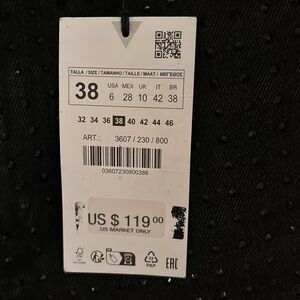 TALLA / SIZE / TAMANHO / TAILLE / MAAT / ΜΕΓΕΘΟΣ
38
USA MEX UK IT BR
6 28 10 42 38
32 34 36 38 40 42 44 46
ART.: 3607 / 230 / 800
03607230800386
US $ 119.00
US MARKET ONLY
FSC
PAP
EAC